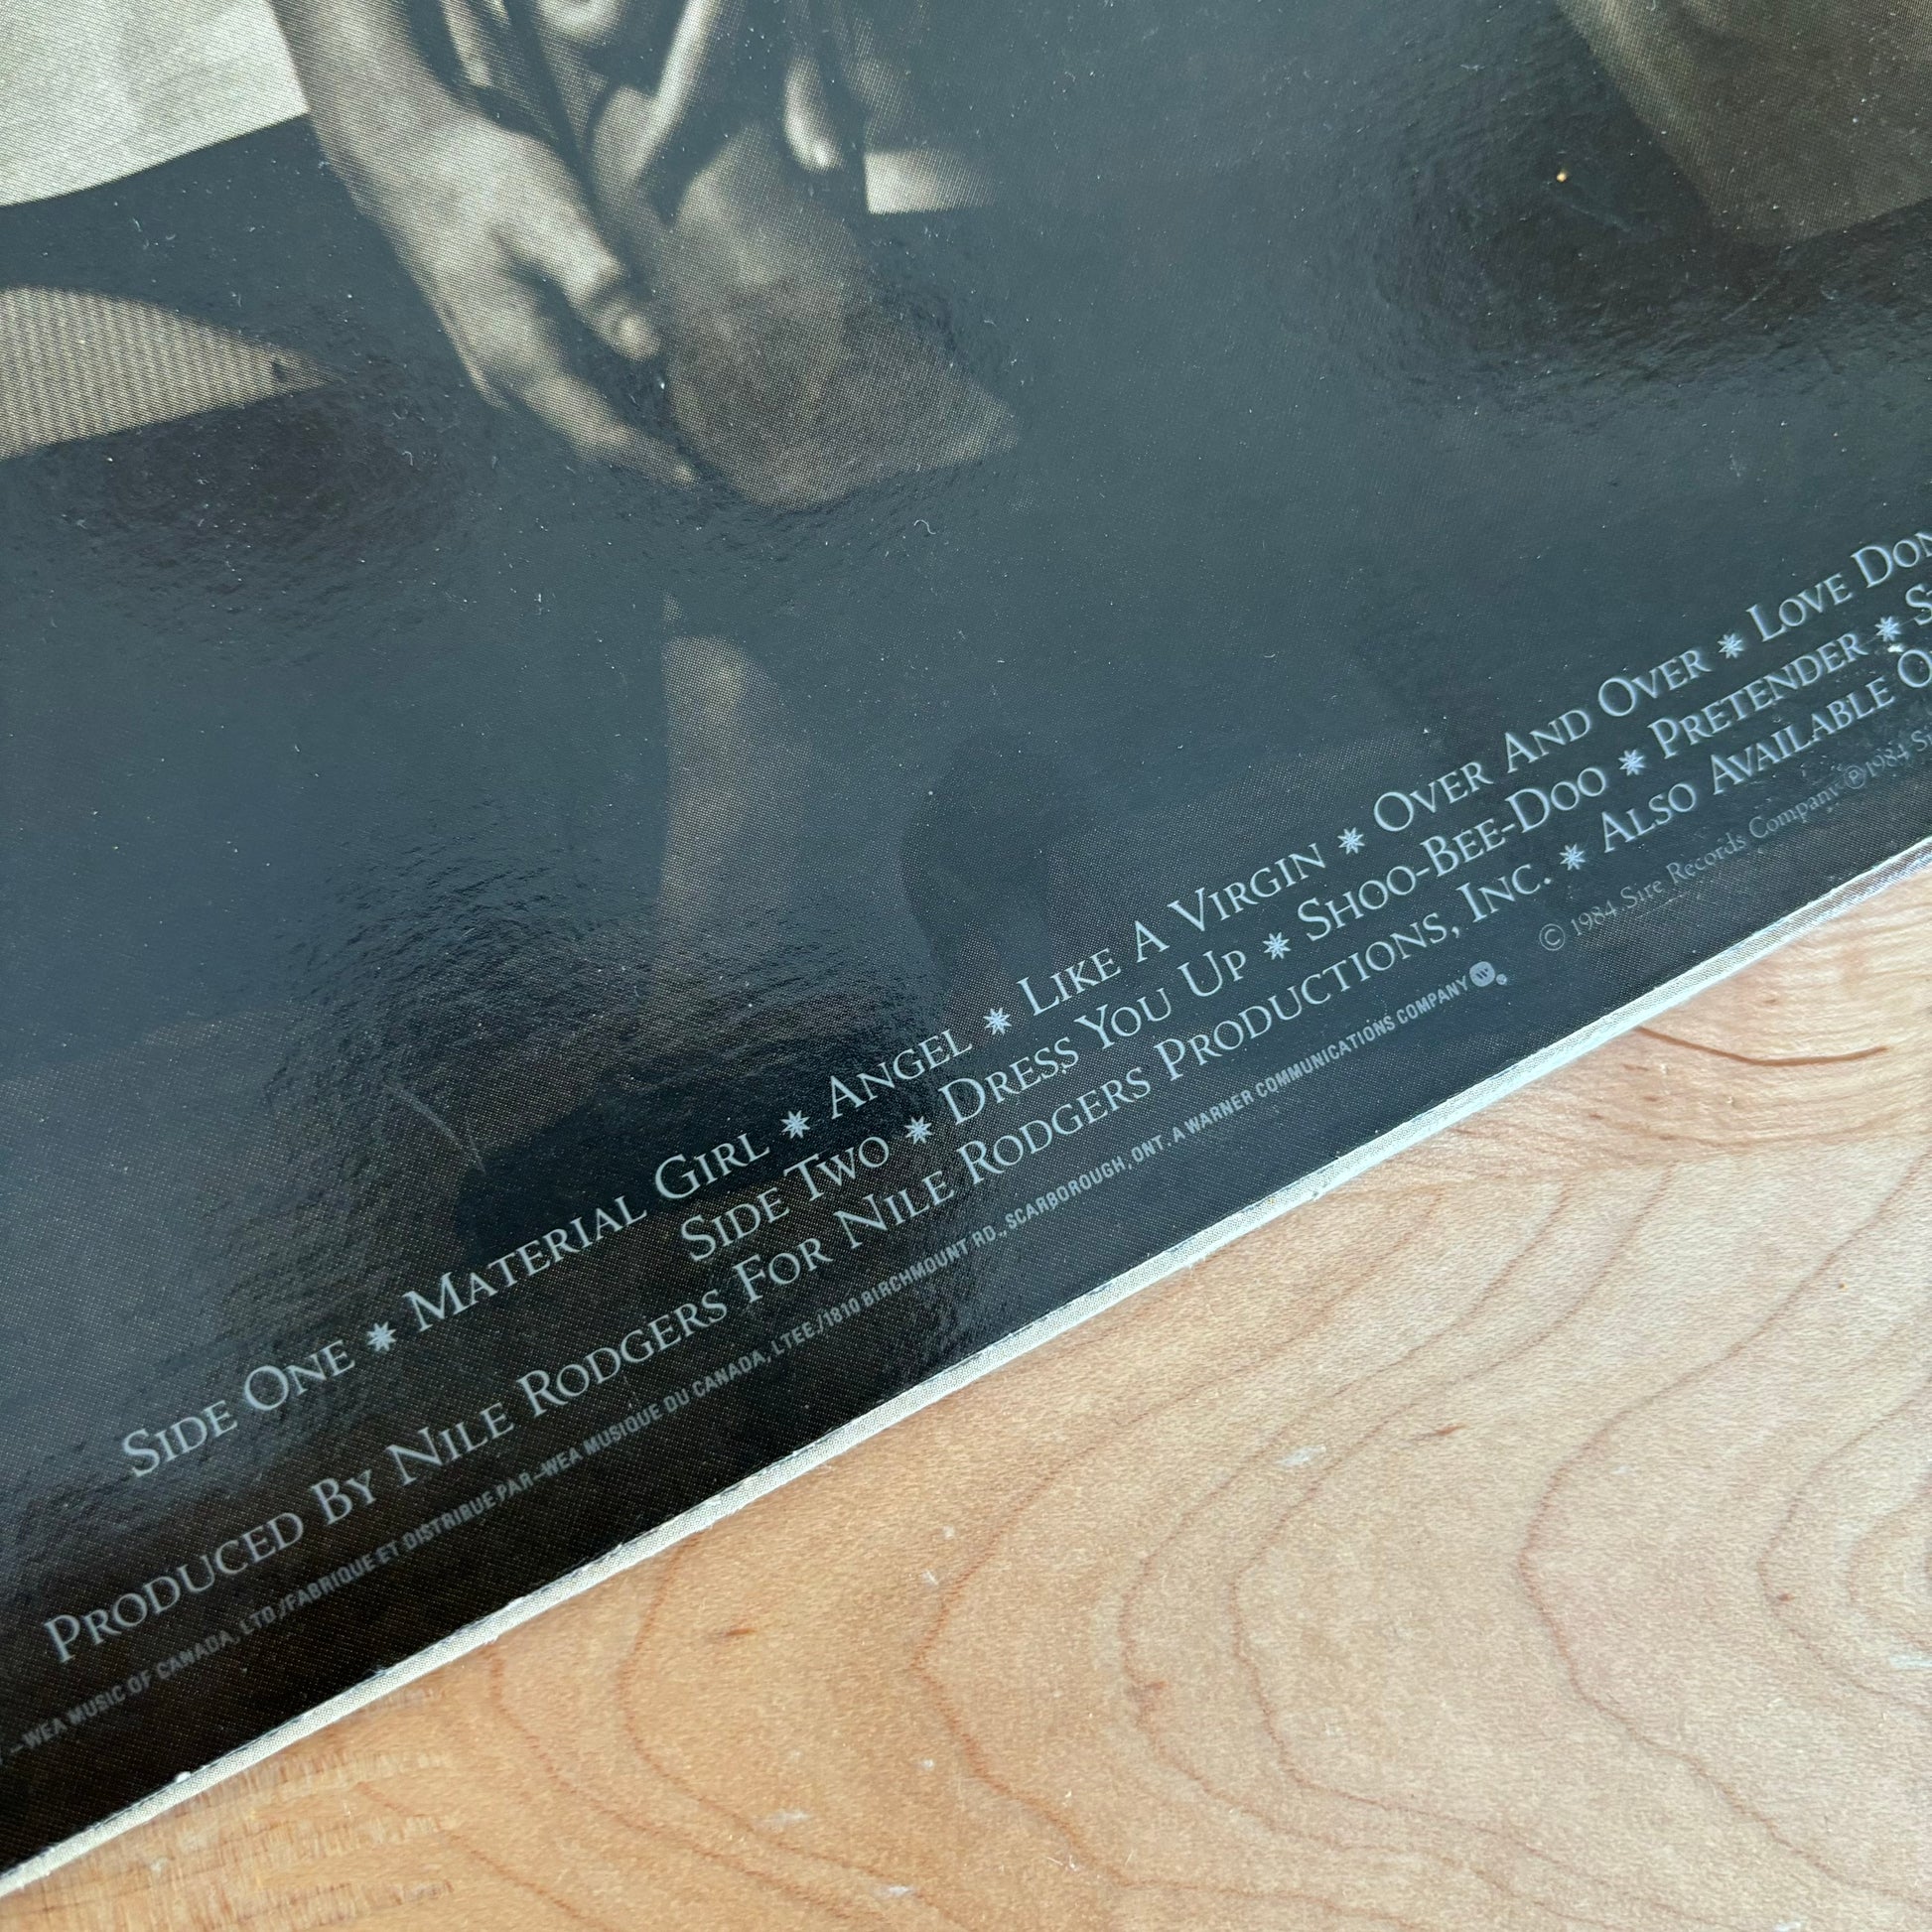 SIDE ONE * MATERIAL GIRL * ANGEL * LIKE A VIRGIN * OVER AND OVER * LOVE DON
SIDE TWO * DRESS YOU UP * SHOO-BEE-DOO * PRETENDER * S
PRODUCED BY NILE RODGERS FOR NILE RODGERS PRODUCTIONS, INC. * ALSO AVAILABLE O
–WEA MUSIC OF CANADA, LTD./FABRIQUE ET DISTRIBUE PAR–WEA MUSIQUE DU CANADA, LTEE./1810 BIRCHMOUNT RD., SCARBOROUGH, ONT. A WARNER COMMUNICATIONS COMPANY © 1984 Sire Records Company ℗ 1984 S